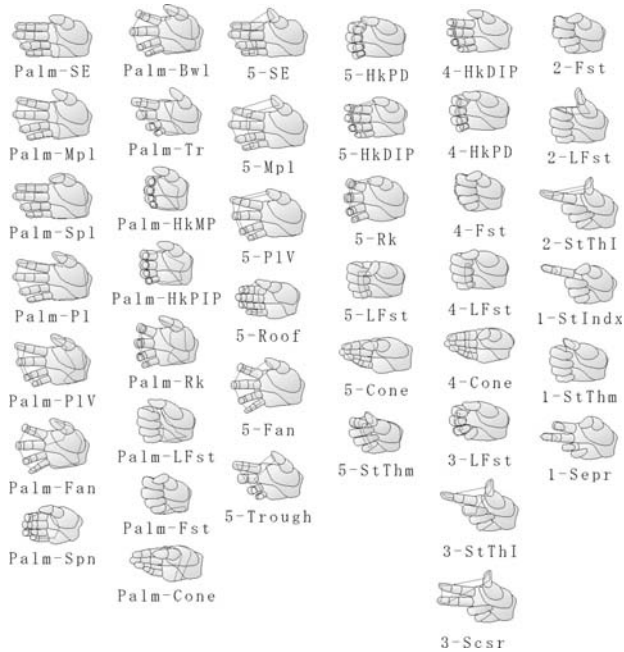 Palm-SE
Palm-Mpl
Palm-Spl
Palm-Pl
Palm-PlV
Palm-Fan
Palm-Spn
Palm-Bwl
Palm-Tr
Palm-HkMP
Palm-HkPIP
Palm-Rk
Palm-LFst
Palm-Fst
Palm-Cone
5-SE
5-Mpl
5-PlV
5-Roof
5-Fan
5-Trough
5-HkPD
5-HkDIP
5-Rk
5-LFst
5-Cone
5-StThm
4-HkDIP
4-HkPD
4-Fst
4-LFst
4-Cone
3-LFst
3-StThI
3-Scsr
2-Fst
2-LFst
2-StThI
1-StIndx
1-StThm
1-Sepr